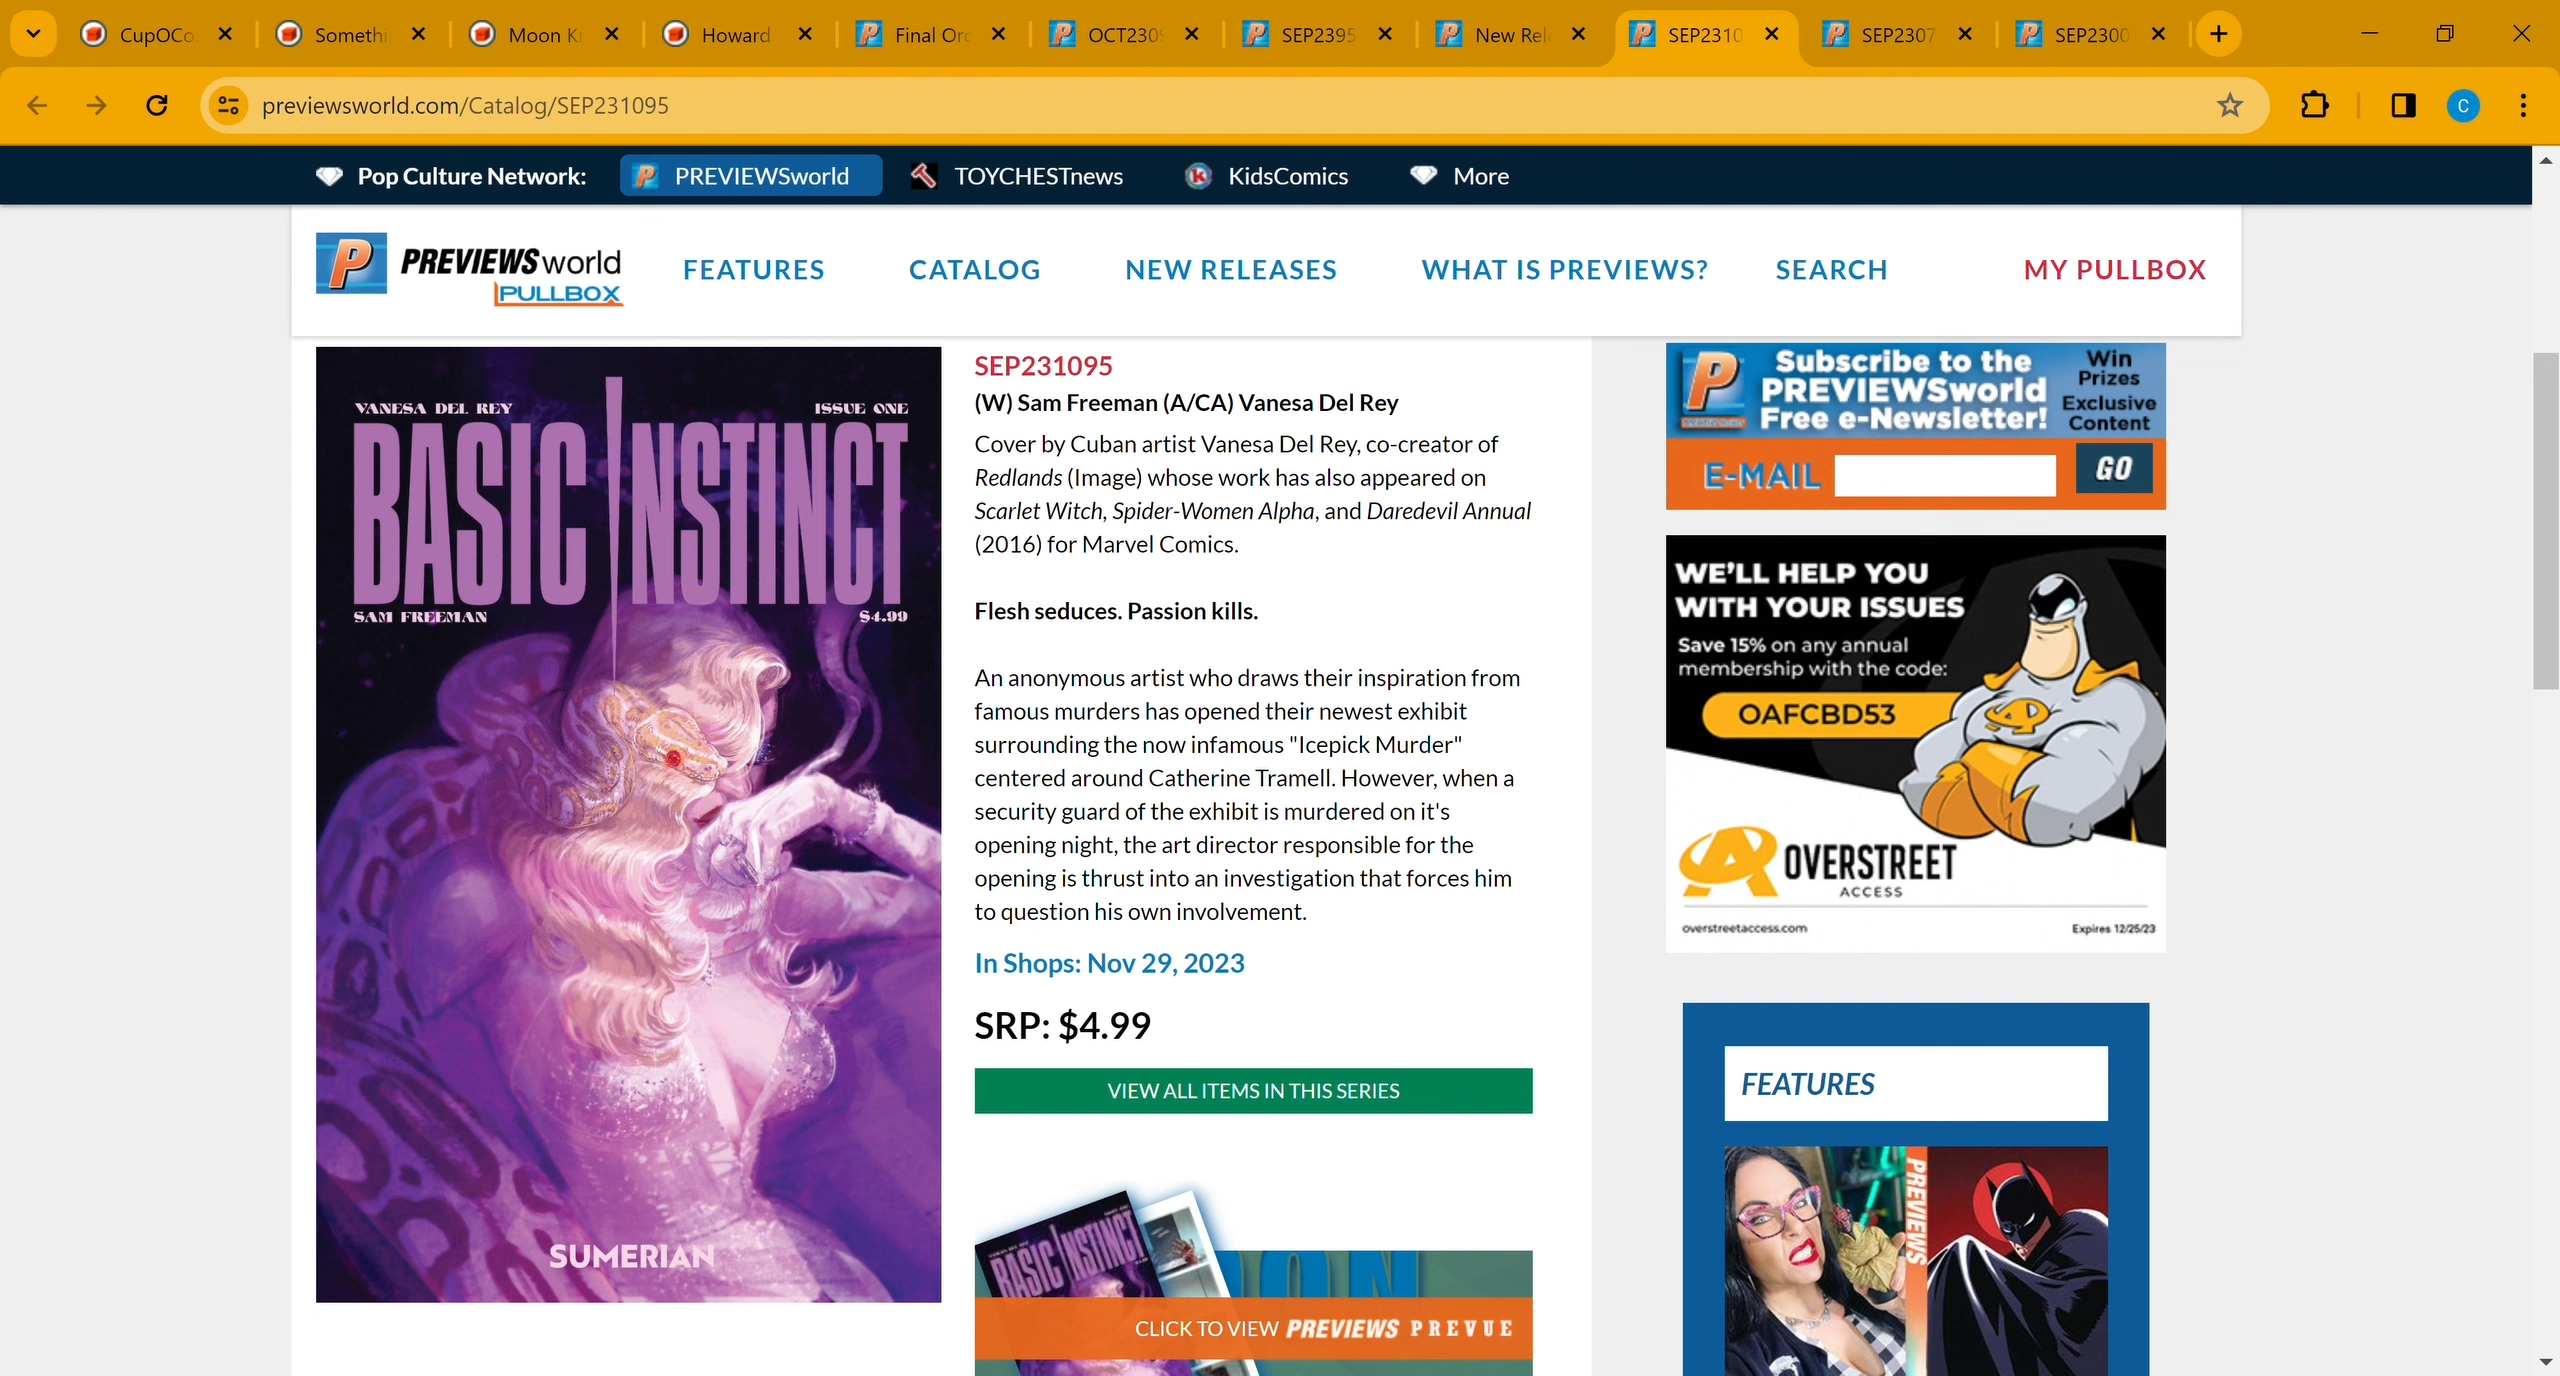 CupOCo
Somethi
Moon K
Howard
Final Or
OCT230
SEP2395
New Rel
SEP2310
SEP2307
SEP2300
previewsworld.com/Catalog/SEP231095
C
Pop Culture Network:
PREVIEWSworld
TOYCHESTnews
KidsComics
More
P PREVIEWSworld
PULLBOX
FEATURES
CATALOG
NEW RELEASES
WHAT IS PREVIEWS?
SEARCH
MY PULLBOX
VANESA DEL REY
ISSUE ONE
BASIC INSTINCT
SAM FREEMAN
$4.99
SUMERIAN
SEP231095
(W) Sam Freeman (A/CA) Vanesa Del Rey
Cover by Cuban artist Vanesa Del Rey, co-creator of
Redlands (Image) whose work has also appeared on
Scarlet Witch, Spider-Women Alpha, and Daredevil Annual
(2016) for Marvel Comics.
Flesh seduces. Passion kills.
An anonymous artist who draws their inspiration from
famous murders has opened their newest exhibit
surrounding the now infamous "Icepick Murder"
centered around Catherine Tramell. However, when a
security guard of the exhibit is murdered on it's
opening night, the art director responsible for the
opening is thrust into an investigation that forces him
to question his own involvement.
In Shops: Nov 29, 2023
SRP: $4.99
VIEW ALL ITEMS IN THIS SERIES
BASIC INSTINCT
CLICK TO VIEW PREVIEWS PREVUE
P
Subscribe to the
PREVIEWSworld
Free e-Newsletter!
Win
Prizes
Exclusive
Content
E-MAIL
GO
WE'LL HELP YOU
WITH YOUR ISSUES
Save 15% on any annual
membership with the code:
OAFCBD53
OVERSTREET
ACCESS
overstreetaccess.com
Expires 12/25/23
FEATURES
PREVIEWS